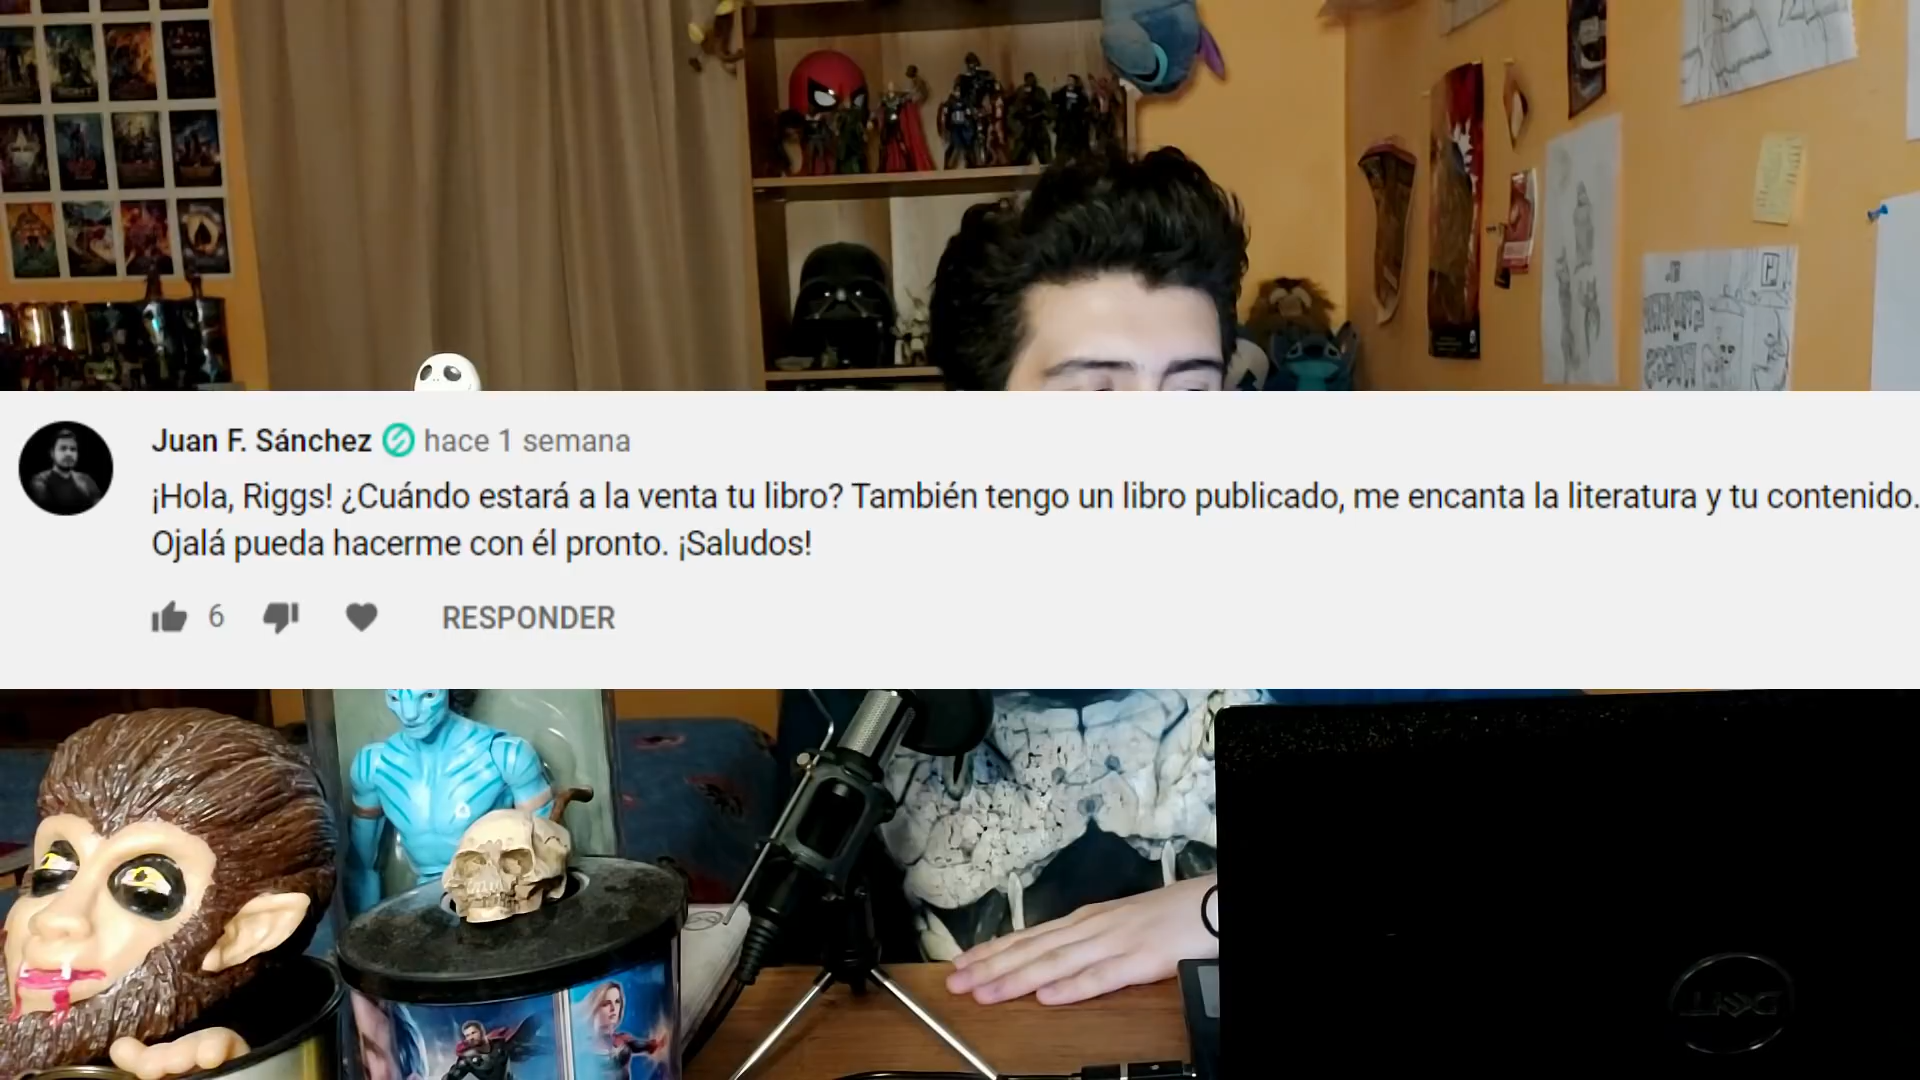 Juan F. Sánchez hace 1 semana
¡Hola, Riggs! ¿Cuándo estará a la venta tu libro? También tengo un libro publicado, me encanta la literatura y tu contenido.
Ojalá pueda hacerme con él pronto. ¡Saludos!
6 RESPONDER
DELL